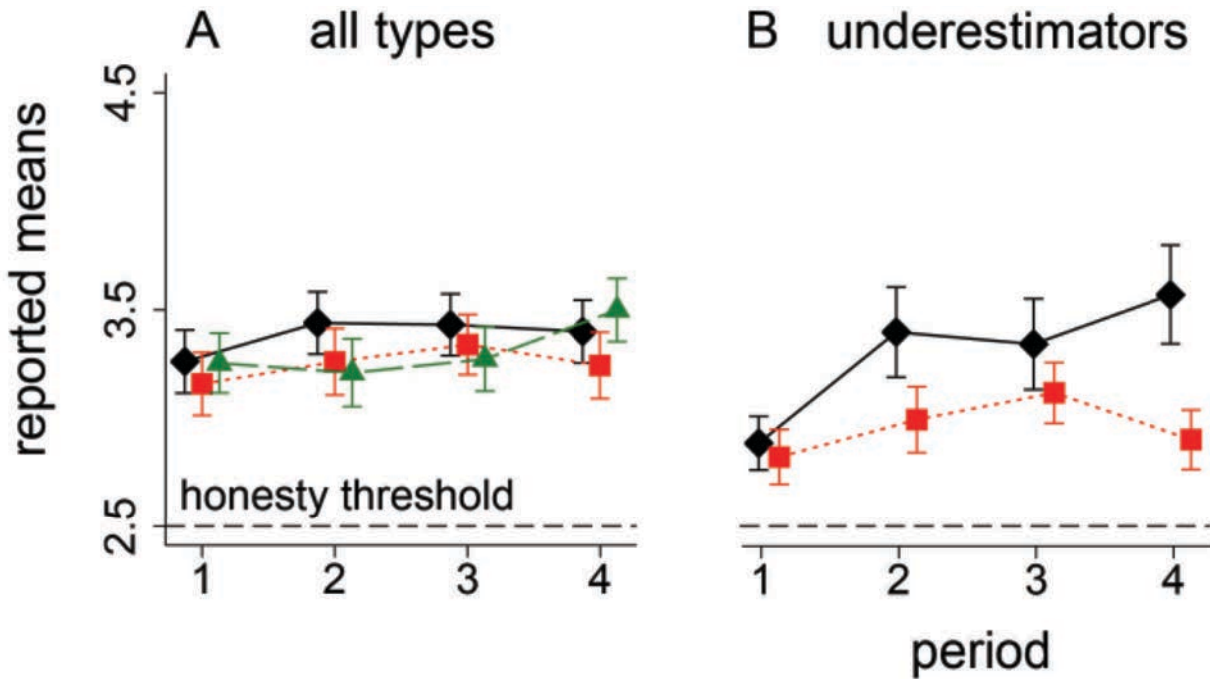 A all types
B underestimators
reported means
4.5
3.5
2.5
honesty threshold
1 2 3 4
1 2 3 4
period